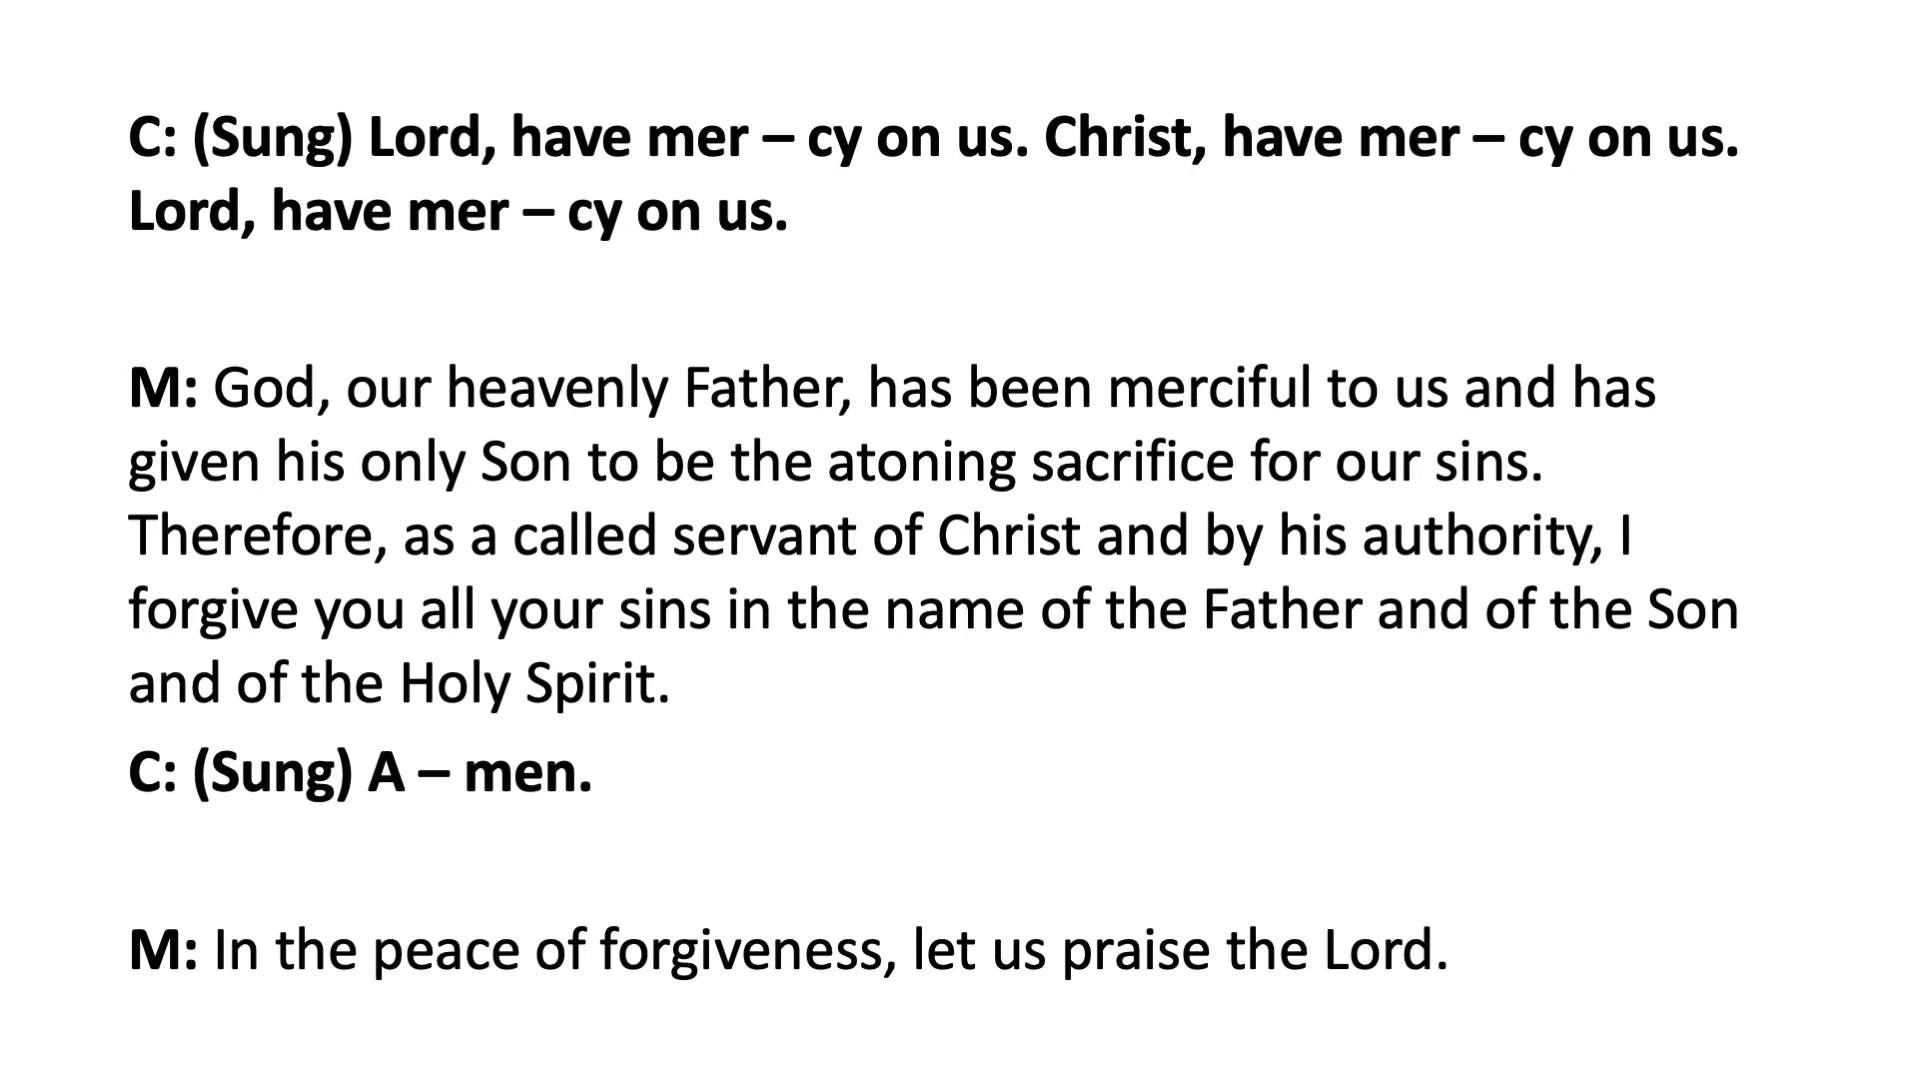 C: (Sung) Lord, have mer – cy on us. Christ, have mer – cy on us.
Lord, have mer – cy on us.
M: God, our heavenly Father, has been merciful to us and has
given his only Son to be the atoning sacrifice for our sins.
Therefore, as a called servant of Christ and by his authority, I
forgive you all your sins in the name of the Father and of the Son
and of the Holy Spirit.
C: (Sung) A – men.
M: In the peace of forgiveness, let us praise the Lord.